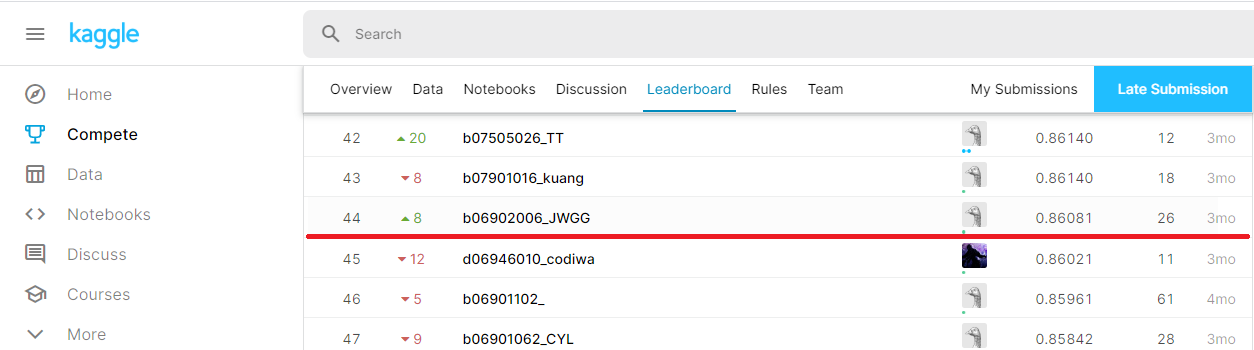 kaggle
Search
Home
Compete
Data
Notebooks
Discuss
Courses
More
Overview Data Notebooks Discussion Leaderboard Rules Team My Submissions Late Submission
42 20 b07505026_TT 0.86140 12 3mo
43 8 b07901016_kuang 0.86140 18 3mo
44 8 b06902006_JWGG 0.86081 26 3mo
45 12 d06946010_codiwa 0.86021 11 3mo
46 5 b06901102_ 0.85961 61 4mo
47 9 b06901062_CYL 0.85842 28 3mo